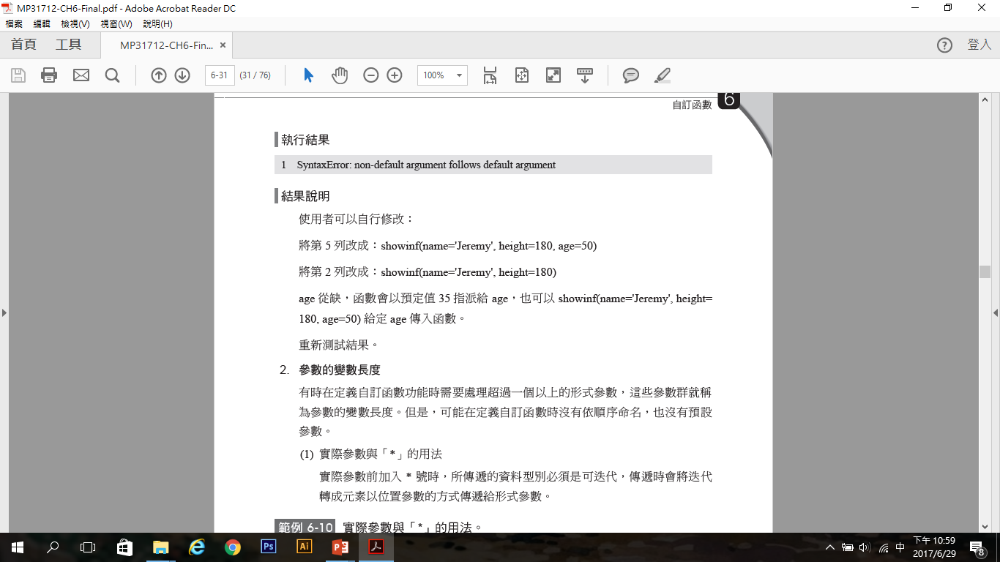 MP31712-CH6-Final.pdf - Adobe Acrobat Reader DC
檔案 編輯 檢視(V) 視窗(W) 說明(H)
首頁 工具 MP31712-CH6-Fin... × ? 登入
6-31 (31 / 76) 100%
自訂函數 6
執行結果
1 SyntaxError: non-default argument follows default argument
結果說明
使用者可以自行修改：
將第 5 列改成：showinf(name='Jeremy', height=180, age=50)
將第 2 列改成：showinf(name='Jeremy', height=180)
age 從缺，函數會以預定值 35 指派給 age，也可以 showinf(name='Jeremy', height=
180, age=50) 給定 age 傳入函數。
重新測試結果。
2. 參數的變數長度
有時在定義自訂函數功能時需要處理超過一個以上的形式參數，這些參數群就稱
為參數的變數長度。但是，可能在定義自訂函數時沒有依順序命名，也沒有預設
參數。
(1) 實際參數與「*」的用法
實際參數前加入 * 號時，所傳遞的資料型別必須是可迭代，傳遞時會將迭代
轉成元素以位置參數的方式傳遞給形式參數。
範例 6-10 實際參數與「*」的用法。
Ps Ai 中 下午 10:59
2017/6/29 8